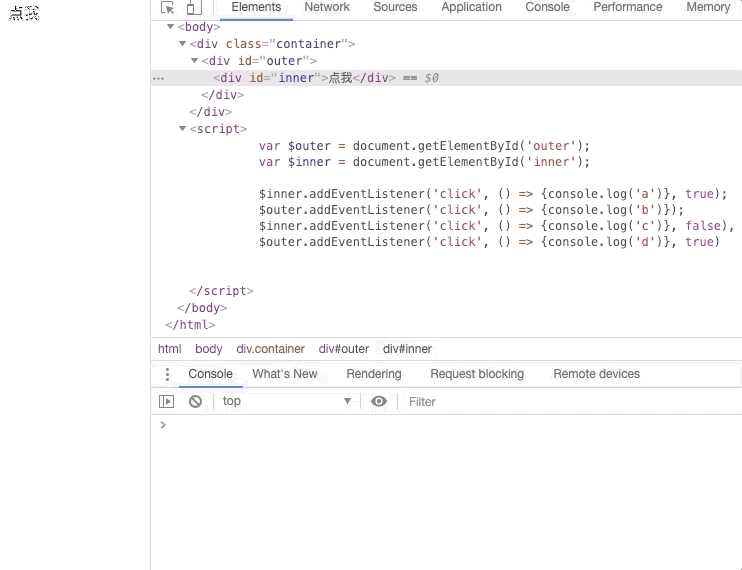 点我
Elements Network Sources Application Console Performance Memory
<body>
<div class="container">
<div id="outer">
<div id="inner">点我</div> == $0
</div>
</div>
<script>
var $outer = document.getElementById('outer');
var $inner = document.getElementById('inner');
$inner.addEventListener('click', () => {console.log('a')}, true);
$outer.addEventListener('click', () => {console.log('b')});
$inner.addEventListener('click', () => {console.log('c')}, false),
$outer.addEventListener('click', () => {console.log('d')}, true)
</script>
</body>
</html>
html body div.container div#outer div#inner
Console What's New Rendering Request blocking Remote devices
top Filter